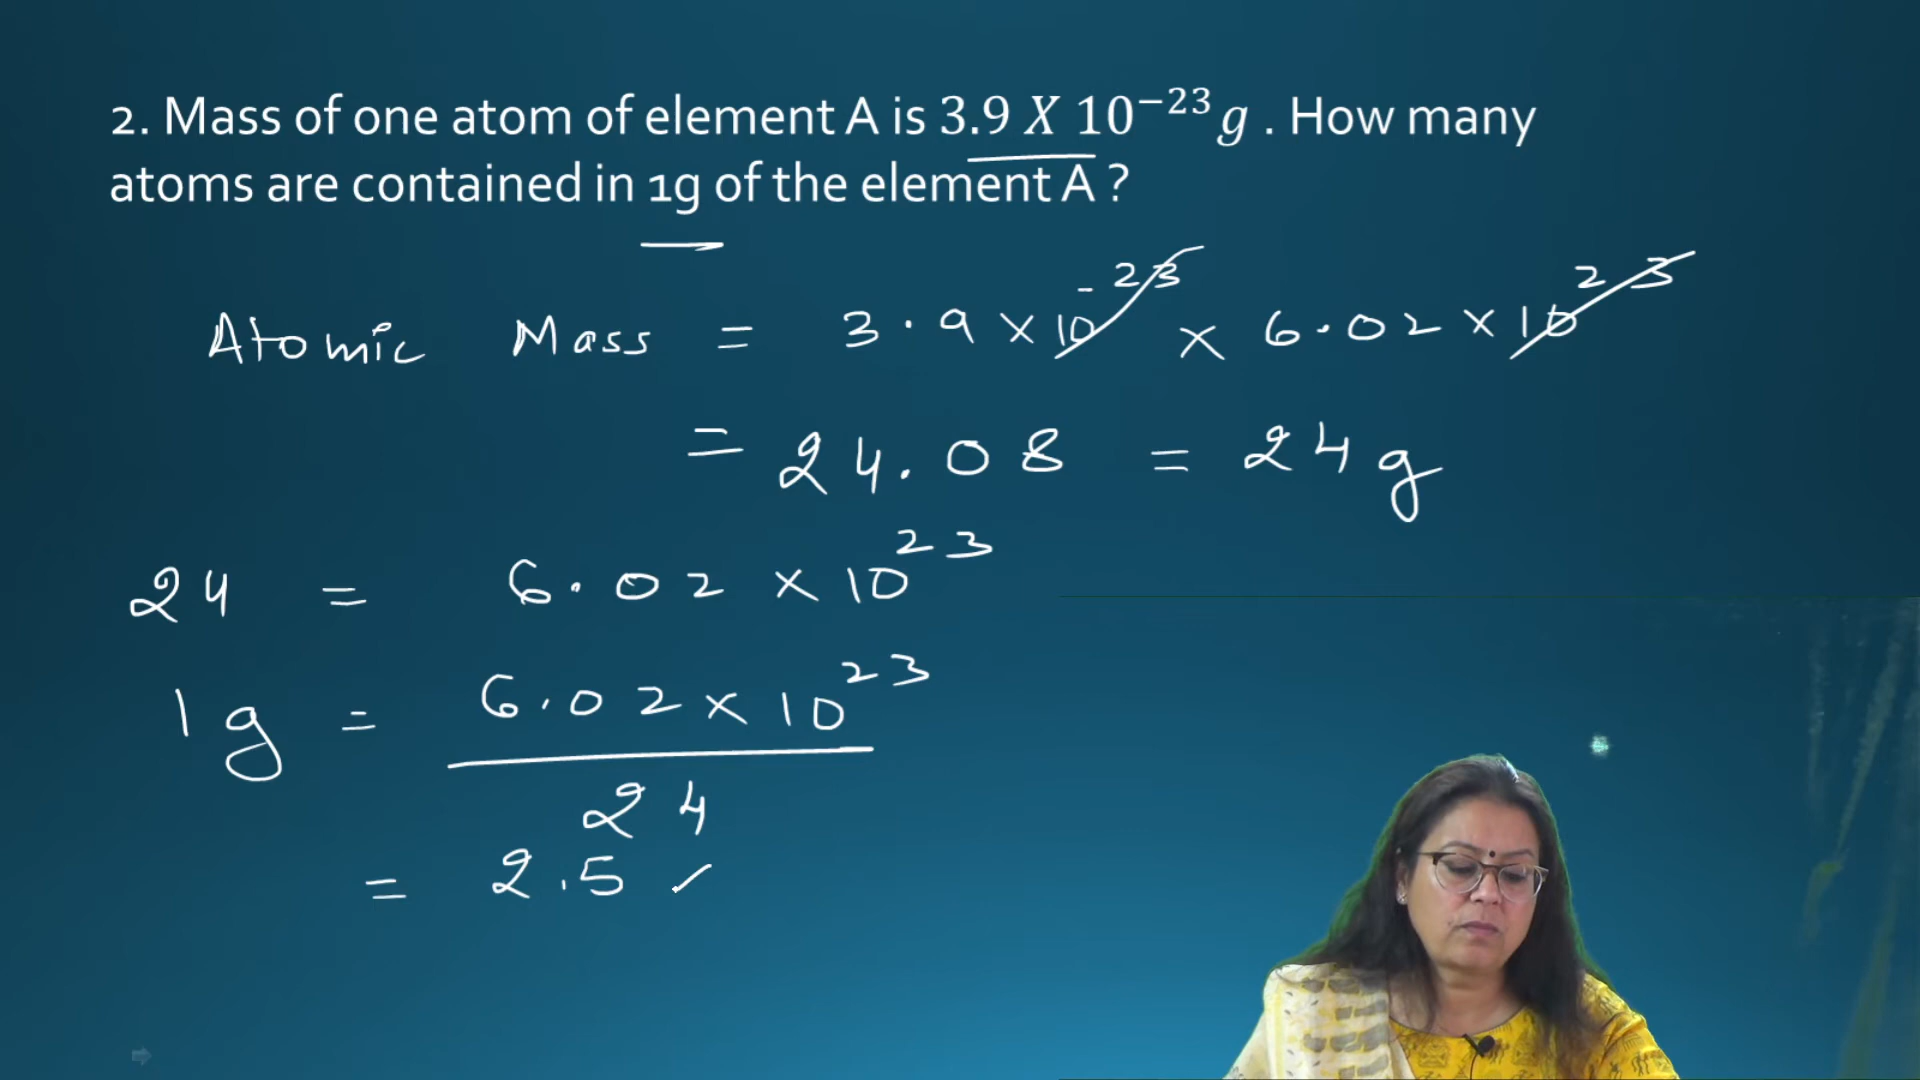 2. Mass of one atom of element A is 3.9 X 10⁻²³ g . How many
atoms are contained in 1g of the element A ?
Atomic Mass = 3.9 × 10⁻²³ × 6.02 × 10²³
= 24.08 = 24 g
24 = 6.02 × 10²³
1 g = 6.02 × 10²³
24
= 2.5